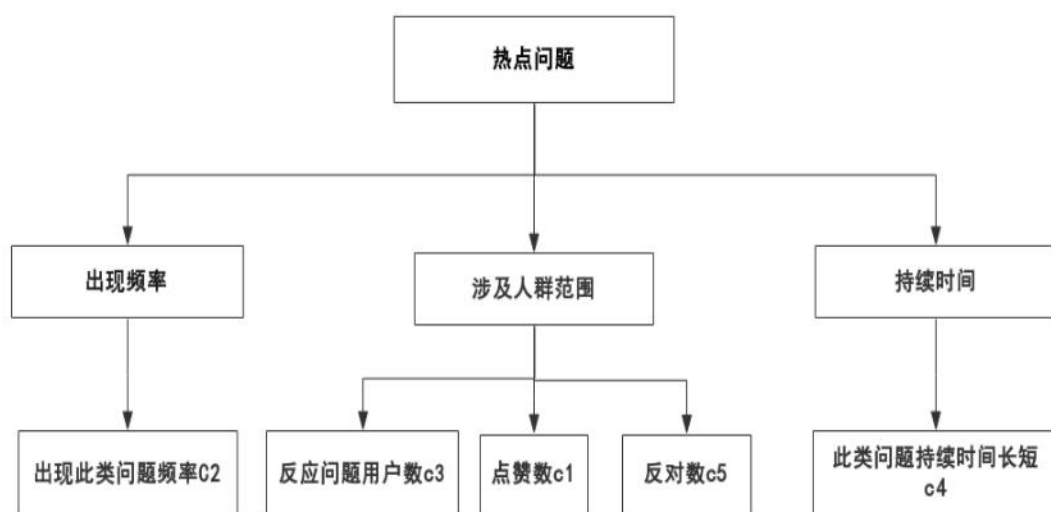 热点问题
出现频率
涉及人群范围
持续时间
出现此类问题频率C2
反应问题用户数c3
点赞数c1
反对数c5
此类问题持续时间长短
c4